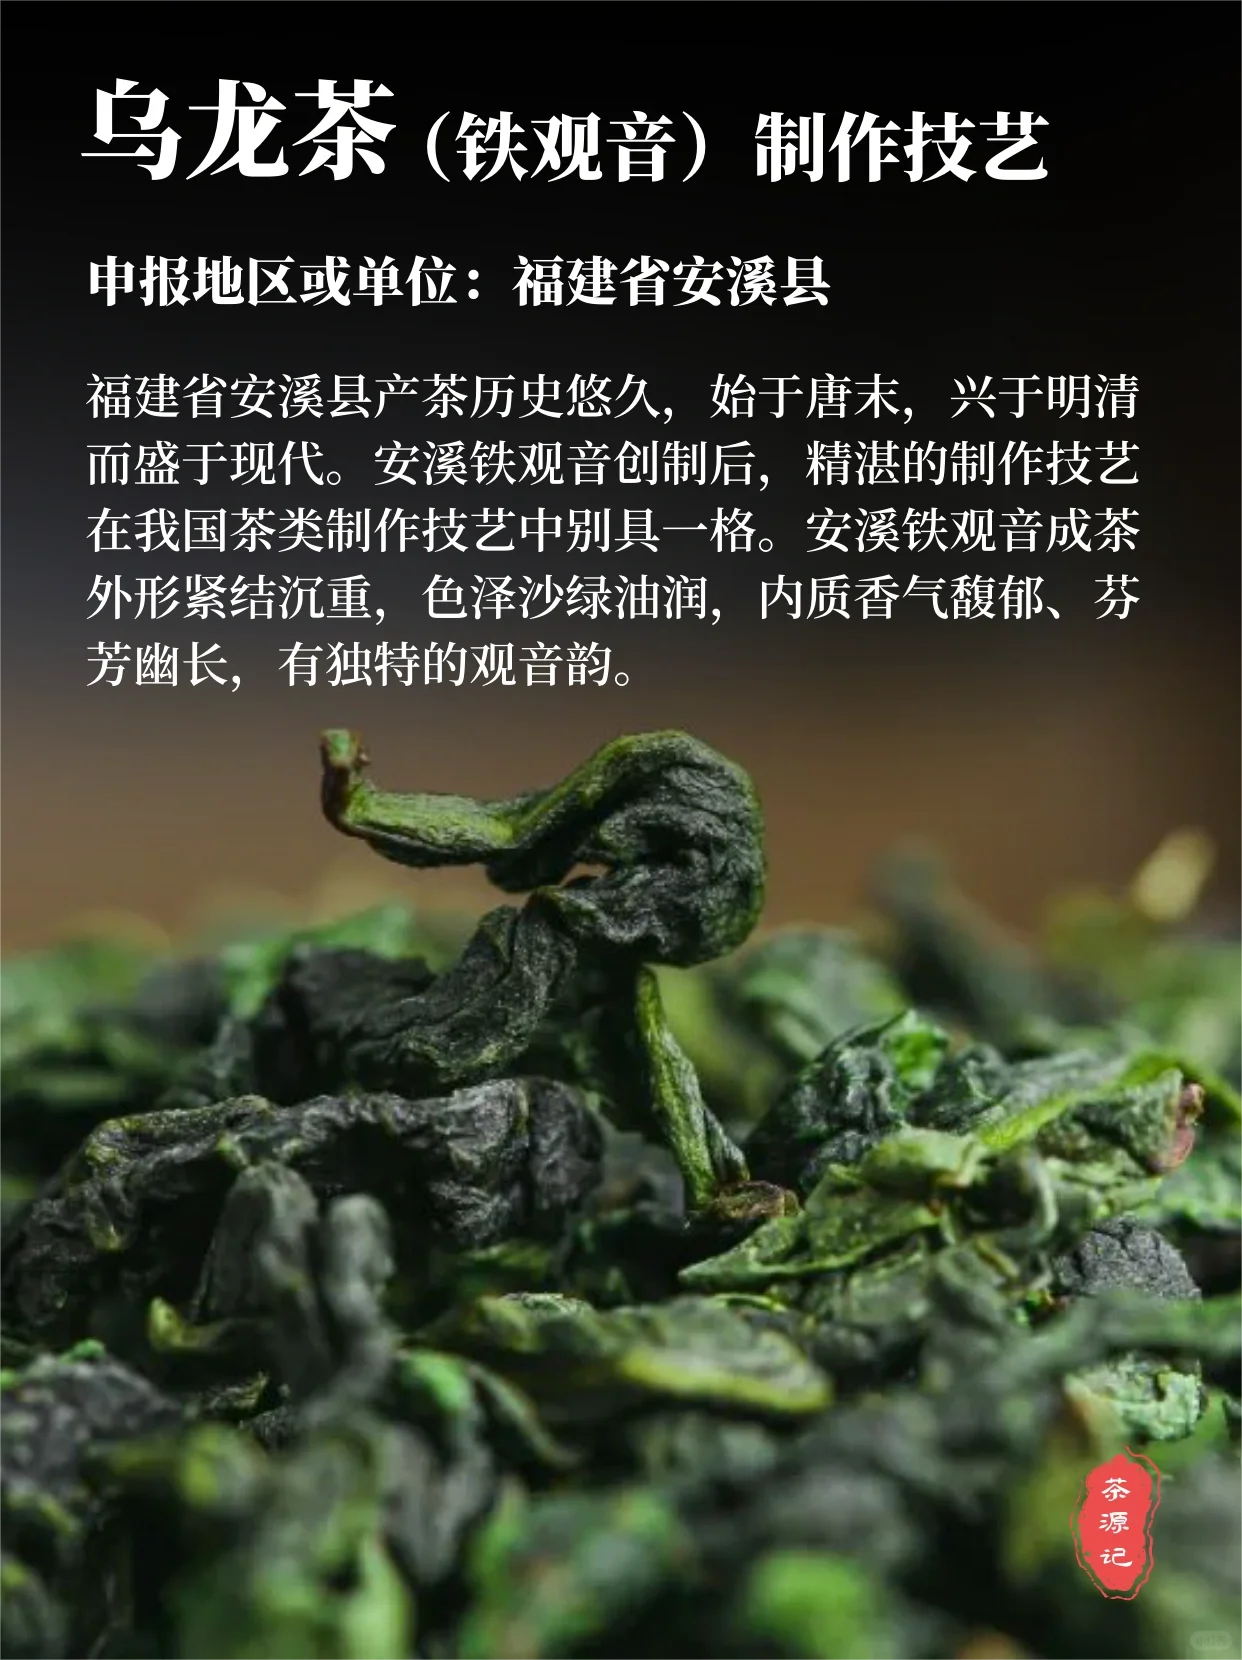 乌龙茶（铁观音）制作技艺
申报地区或单位：福建省安溪县
福建省安溪县产茶历史悠久，始于唐末，兴于明清
而盛于现代。安溪铁观音创制后，精湛的制作技艺
在我国茶类制作技艺中别具一格。安溪铁观音成茶
外形紧结沉重，色泽沙绿油润，内质香气馥郁、芬
芳幽长，有独特的观音韵。
茶源记